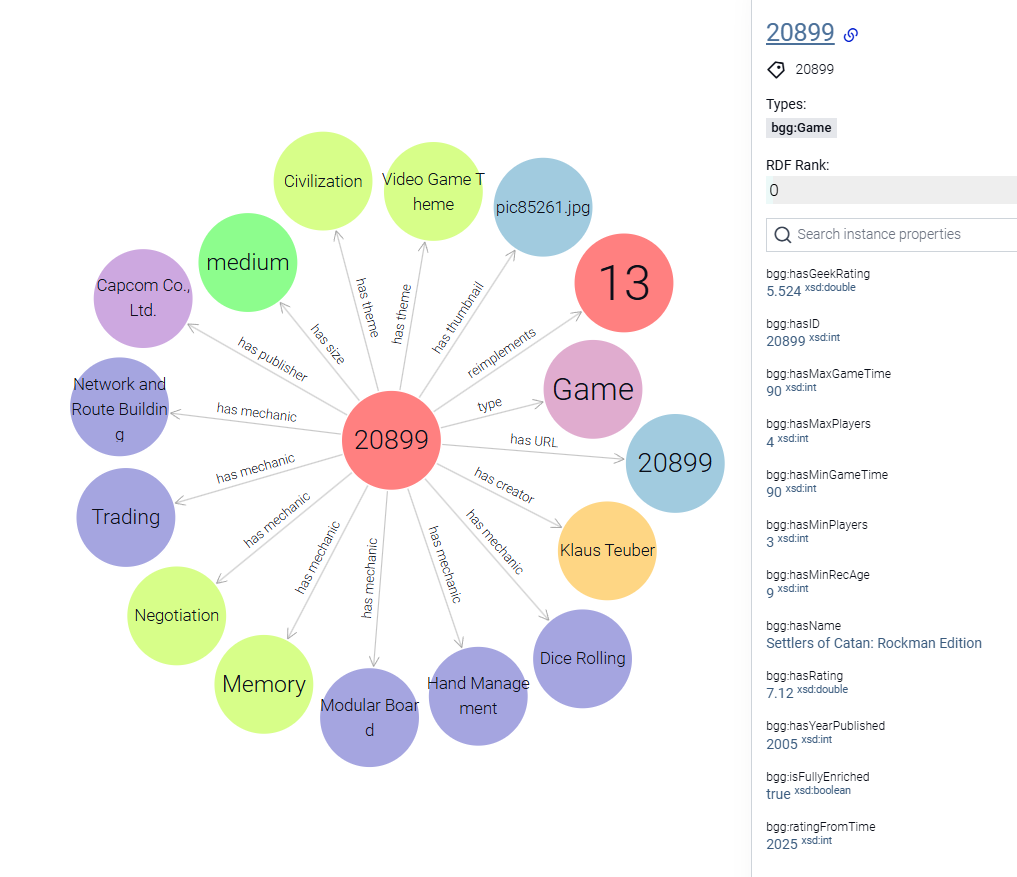 Civilization
Video Game T
heme
pic85261.jpg
medium
13
Capcom Co.,
Ltd.
has theme
has theme
has thumbnail
has size
reimplements
has publisher
Game
Network and
Route Buildin
g
has mechanic
type
20899
has URL
20899
has mechanic
has creator
Trading
has mechanic
has mechanic
has mechanic
has mechanic
has mechanic
Klaus Teuber
Negotiation
Dice Rolling
Memory
Hand Manage
ment
Modular Boar
d
20899
20899
Types:
bgg:Game
RDF Rank:
0
Search instance properties
bgg:hasGeekRating
5.524 xsd:double
bgg:hasID
20899 xsd:int
bgg:hasMaxGameTime
90 xsd:int
bgg:hasMaxPlayers
4 xsd:int
bgg:hasMinGameTime
90 xsd:int
bgg:hasMinPlayers
3 xsd:int
bgg:hasMinRecAge
9 xsd:int
bgg:hasName
Settlers of Catan: Rockman Edition
bgg:hasRating
7.12 xsd:double
bgg:hasYearPublished
2005 xsd:int
bgg:isFullyEnriched
true xsd:boolean
bgg:ratingFromTime
2025 xsd:int